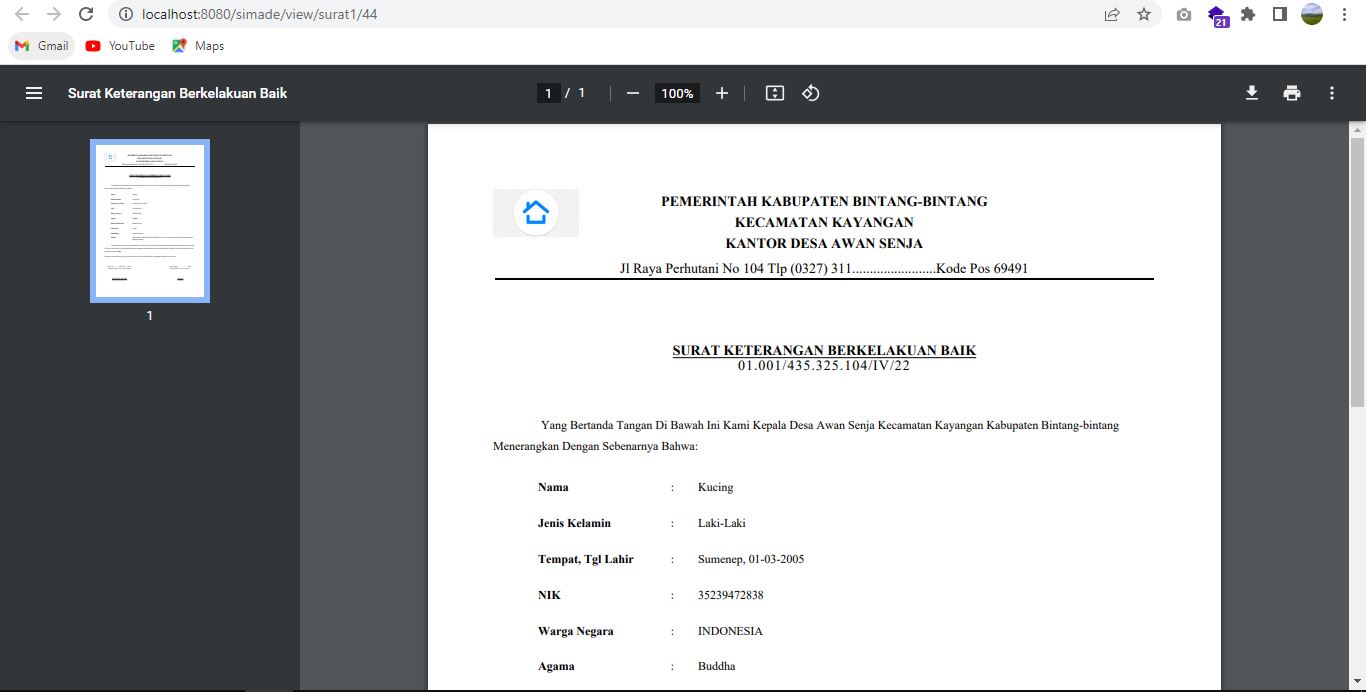 localhost:8080/simade/view/surat1/44
21
Gmail
YouTube
Maps
Surat Keterangan Berkelakuan Baik
1 / 1
100%
1
PEMERINTAH KABUPATEN BINTANG-BINTANG
KECAMATAN KAYANGAN
KANTOR DESA AWAN SENJA
Jl Raya Perhutani No 104 Tlp (0327) 311........................Kode Pos 69491
SURAT KETERANGAN BERKELAKUAN BAIK
01.001/435.325.104/IV/22
Yang Bertanda Tangan Di Bawah Ini Kami Kepala Desa Awan Senja Kecamatan Kayangan Kabupaten Bintang-bintang
Menerangkan Dengan Sebenarnya Bahwa:
Nama : Kucing
Jenis Kelamin : Laki-Laki
Tempat, Tgl Lahir : Sumenep, 01-03-2005
NIK : 35239472838
Warga Negara : INDONESIA
Agama : Buddha